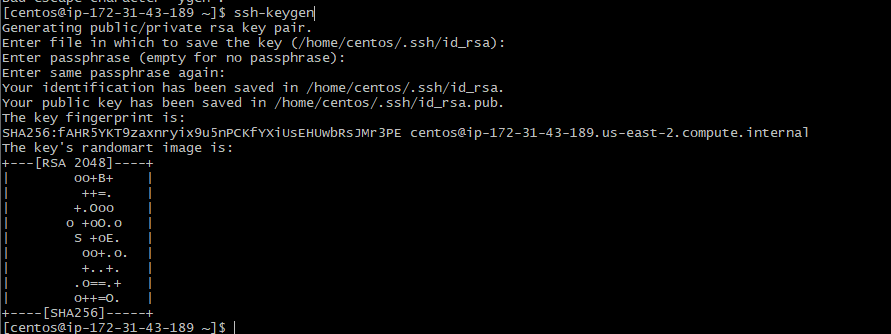 [centos@ip-172-31-43-189 ~]$ ssh-keygen
Generating public/private rsa key pair.
Enter file in which to save the key (/home/centos/.ssh/id_rsa):
Enter passphrase (empty for no passphrase):
Enter same passphrase again:
Your identification has been saved in /home/centos/.ssh/id_rsa.
Your public key has been saved in /home/centos/.ssh/id_rsa.pub.
The key fingerprint is:
SHA256:fAHR5YKT9zaxnryix9u5nPCKfYXiUsEHUwbRsJMr3PE centos@ip-172-31-43-189.us-east-2.compute.internal
The key's randomart image is:
+---[RSA 2048]----+
|        oo+B+    |
|         ++=.    |
|        +.Ooo    |
|       o +oO.o   |
|        S +oE.   |
|         oo+.o.  |
|         +..+.   |
|        .o==.+   |
|        o++=O.   |
+----[SHA256]-----+
[centos@ip-172-31-43-189 ~]$